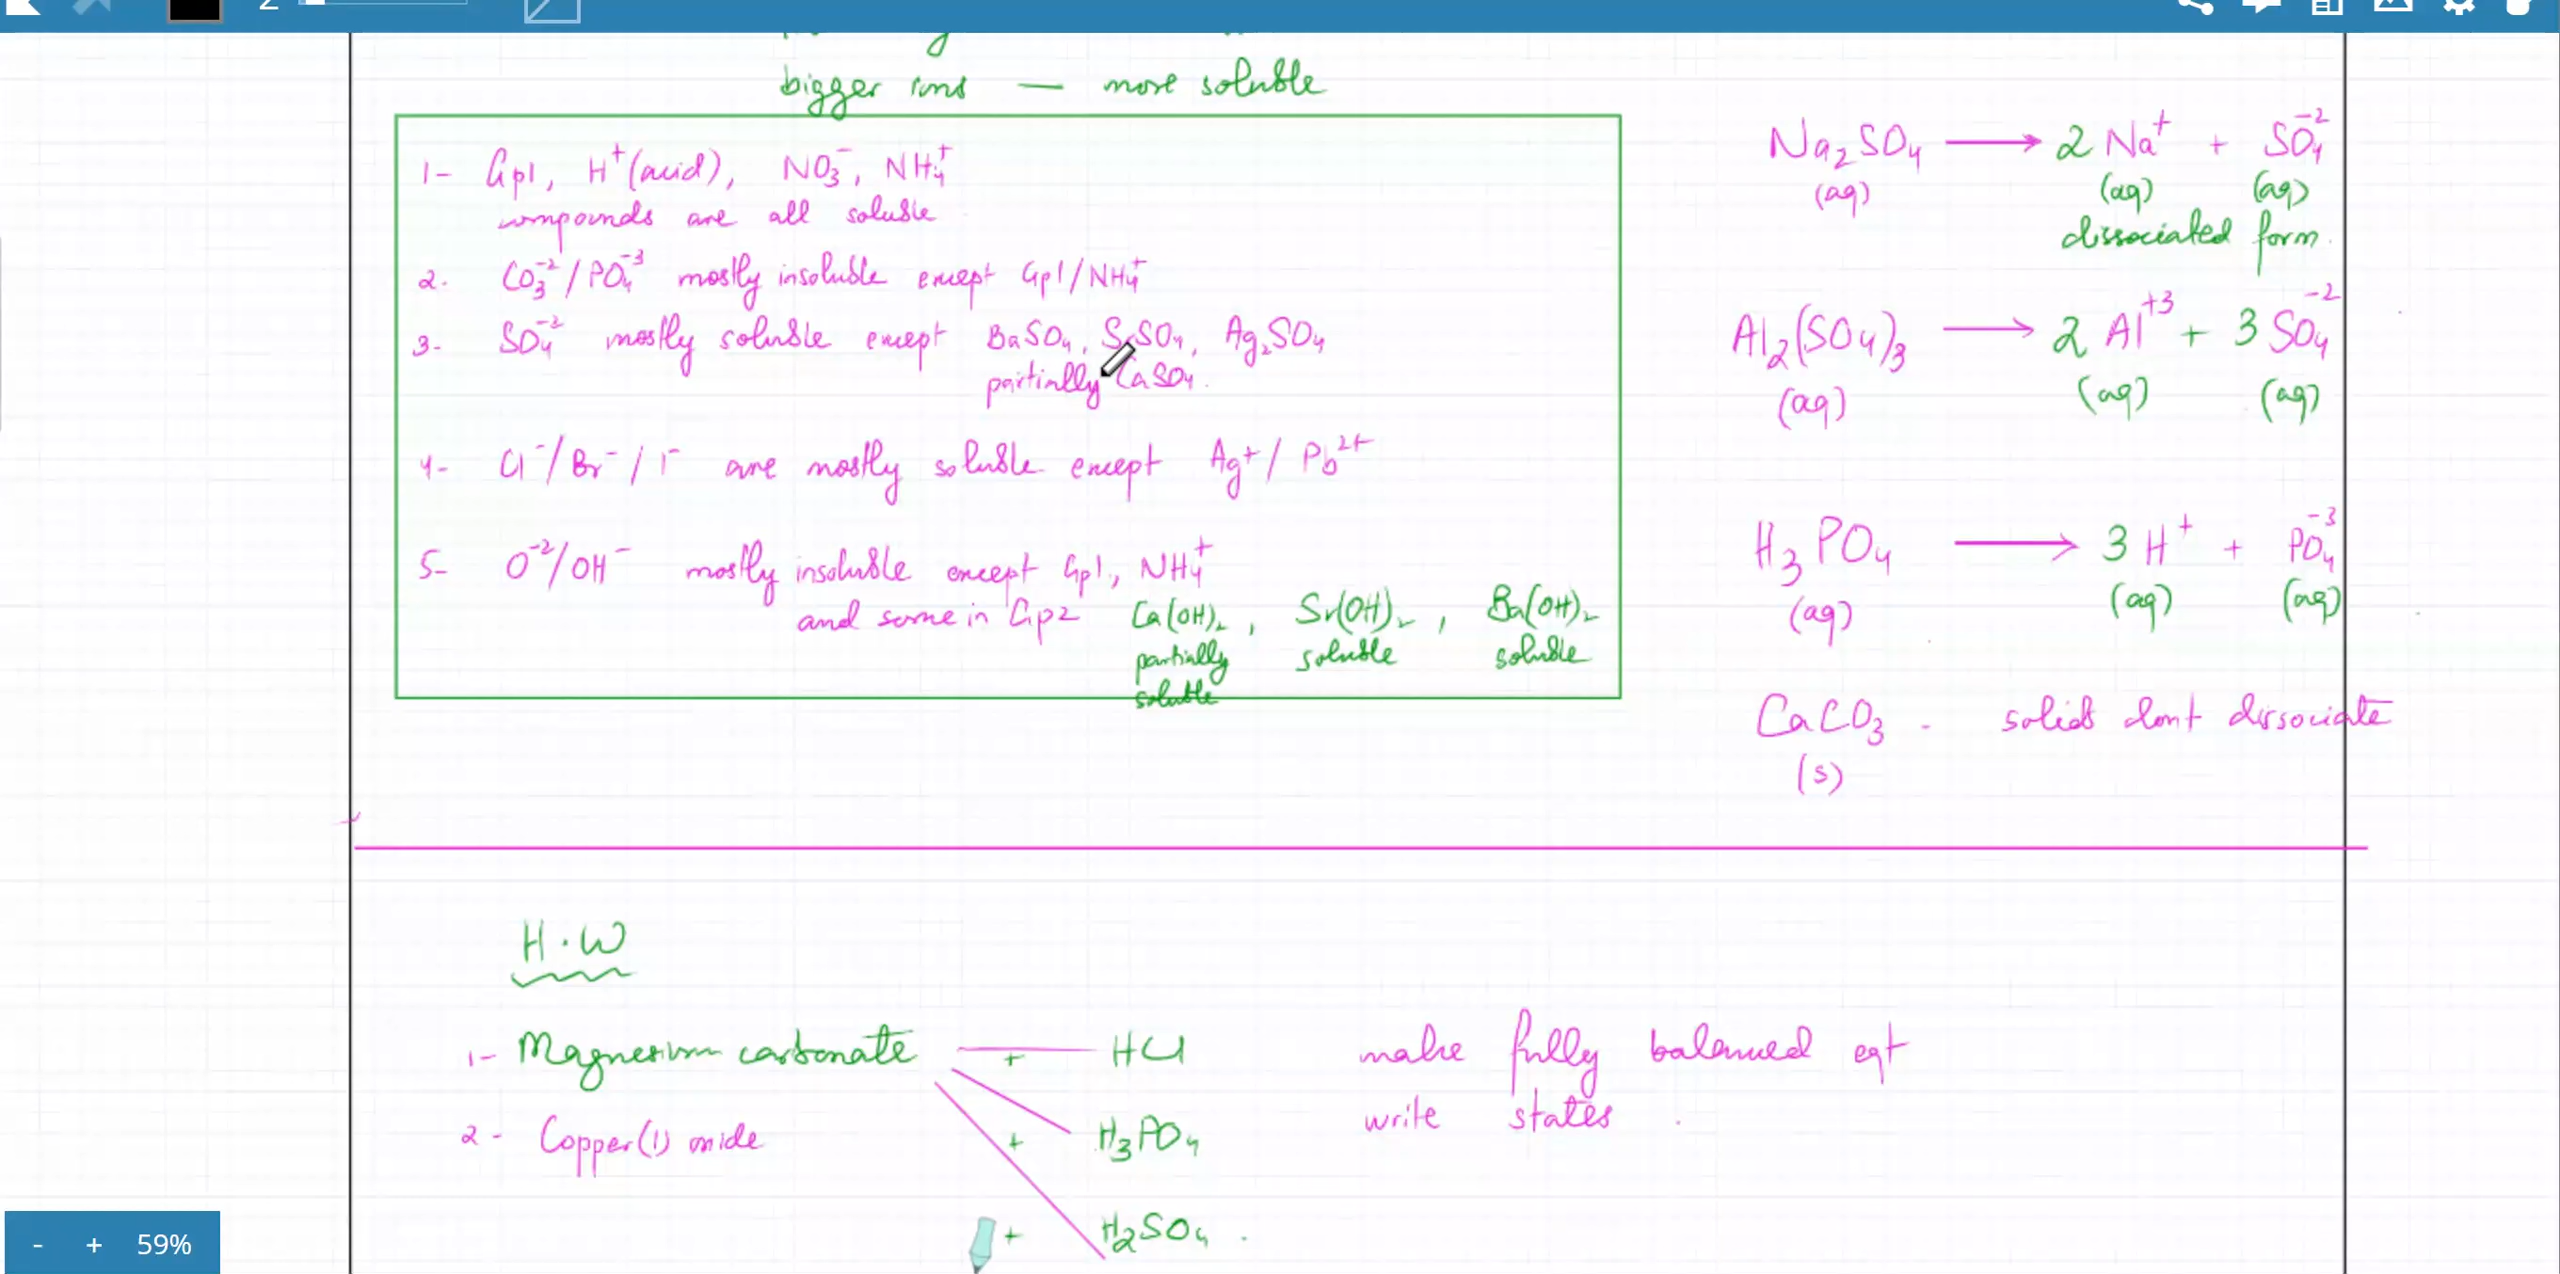 2
bigger ions — more soluble
1- Gp1, H⁺(acid), NO₃⁻, NH₄⁺
compounds are all soluble
2. CO₃⁻²/PO₄⁻³ mostly insoluble except Gp1/NH₄⁺
3- SO₄⁻² mostly soluble except BaSO₄, SrSO₄, Ag₂SO₄
partially CaSO₄.
4- Cl⁻/Br⁻/I⁻ are mostly soluble except Ag⁺/Pb²⁺
5- O⁻²/OH⁻ mostly insoluble except Gp1, NH₄⁺
and some in Gp2 Ca(OH)₂, Sr(OH)₂, Ba(OH)₂
partially soluble soluble
soluble
Na₂SO₄ → 2 Na⁺ + SO₄⁻²
(aq) (aq) (aq)
dissociated form.
Al₂(SO₄)₃ → 2 Al⁺³ + 3 SO₄⁻²
(aq) (aq) (aq)
H₃PO₄ → 3 H⁺ + PO₄⁻³
(aq) (aq) (aq)
CaCO₃ - solids dont dissociate
(s)
H.W
1- Magnesium carbonate + HCl
2- Copper(I) oxide + H₃PO₄
+ H₂SO₄.
make fully balanced eqt
write states.
- + 59%